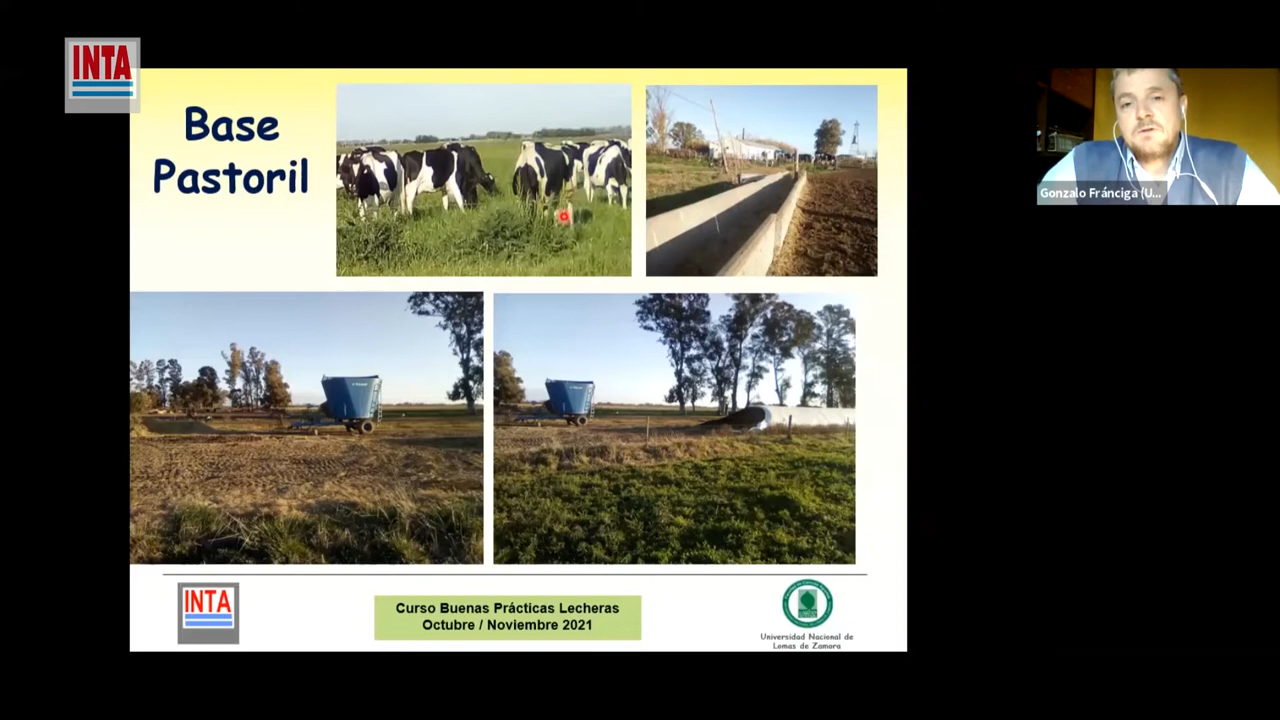 INTA
Base
Pastoril
Gonzalo Fránciga (U...
INTA
Curso Buenas Prácticas Lecheras
Octubre / Noviembre 2021
Universidad Nacional de
Lomas de Zamora